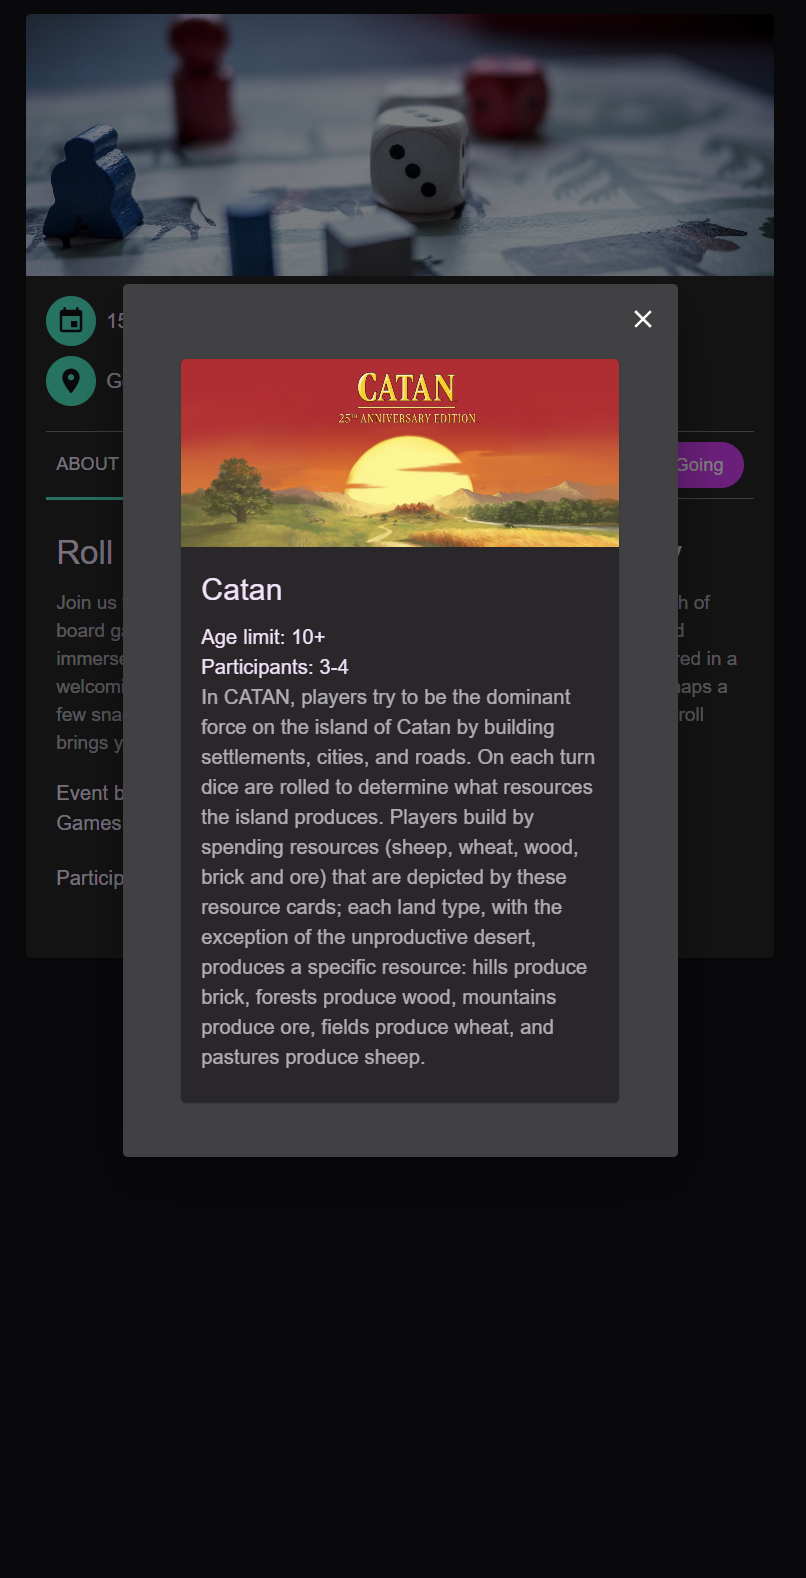 15
G
ABOUT
Going
Roll
Join us
h of
board ga
d
immerse
red in a
welcomi
haps a
few sna
roll
brings y
Event b
Games
Particip
CATAN
25TH ANNIVERSARY EDITION
Catan
Age limit: 10+
Participants: 3-4
In CATAN, players try to be the dominant
force on the island of Catan by building
settlements, cities, and roads. On each turn
dice are rolled to determine what resources
the island produces. Players build by
spending resources (sheep, wheat, wood,
brick and ore) that are depicted by these
resource cards; each land type, with the
exception of the unproductive desert,
produces a specific resource: hills produce
brick, forests produce wood, mountains
produce ore, fields produce wheat, and
pastures produce sheep.